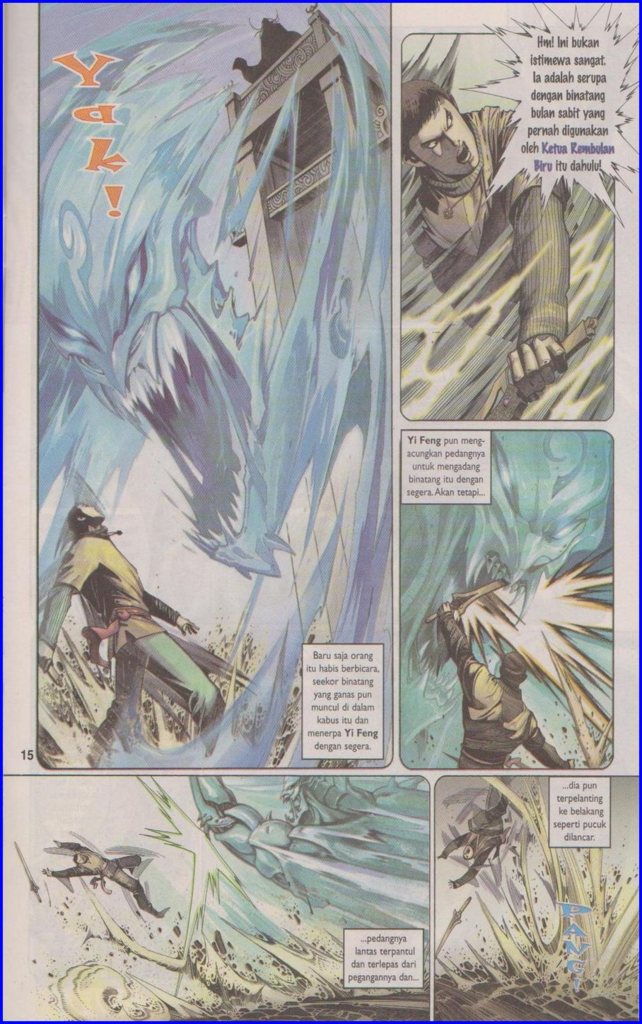 Yak!
Baru saja orang
itu habis berbicara,
seekor binatang
yang ganas pun
muncul di dalam
kabus itu dan
menerpa Yi Feng
dengan segera.
Hm! Ini bukan
istimewa sangat.
Ia adalah serupa
dengan binatang
bulan sabit yang
pernah digunakan
oleh Ketua Rembulan
Biru itu dahulu!
Yi Feng pun meng-
acungkan pedangnya
untuk mengadang
binatang itu dengan
segera. Akan tetapi...
15
...pedangnya
lantas terpantul
dan terlepas dari
pegangannya dan...
...dia pun
terpelanting
ke belakang
seperti pucuk
dilancar.
PANG!